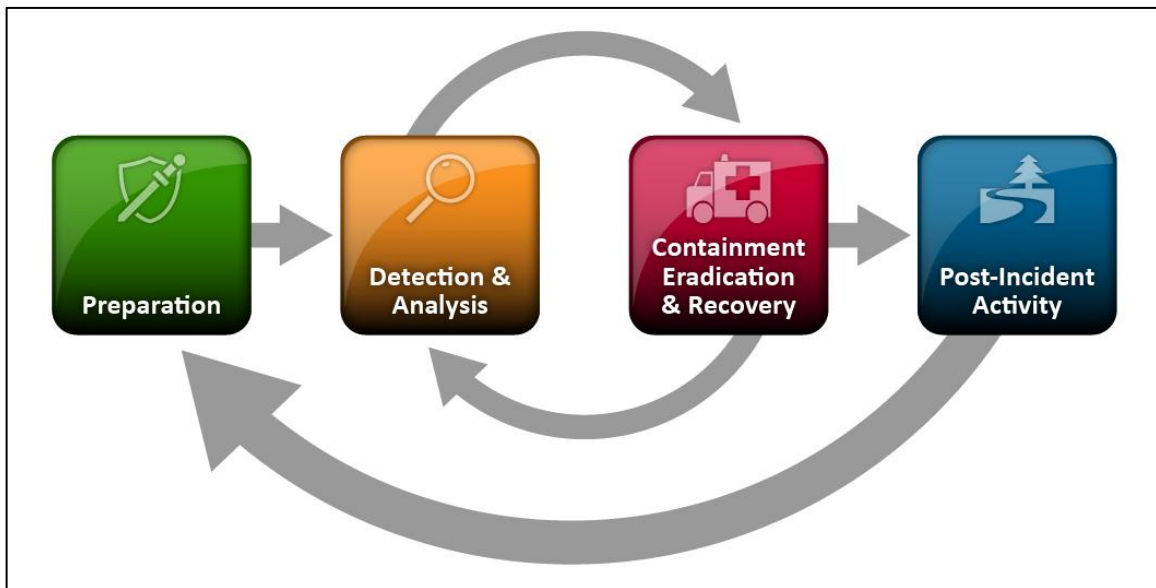 Preparation
Detection &
Analysis
Containment
Eradication
& Recovery
Post-Incident
Activity